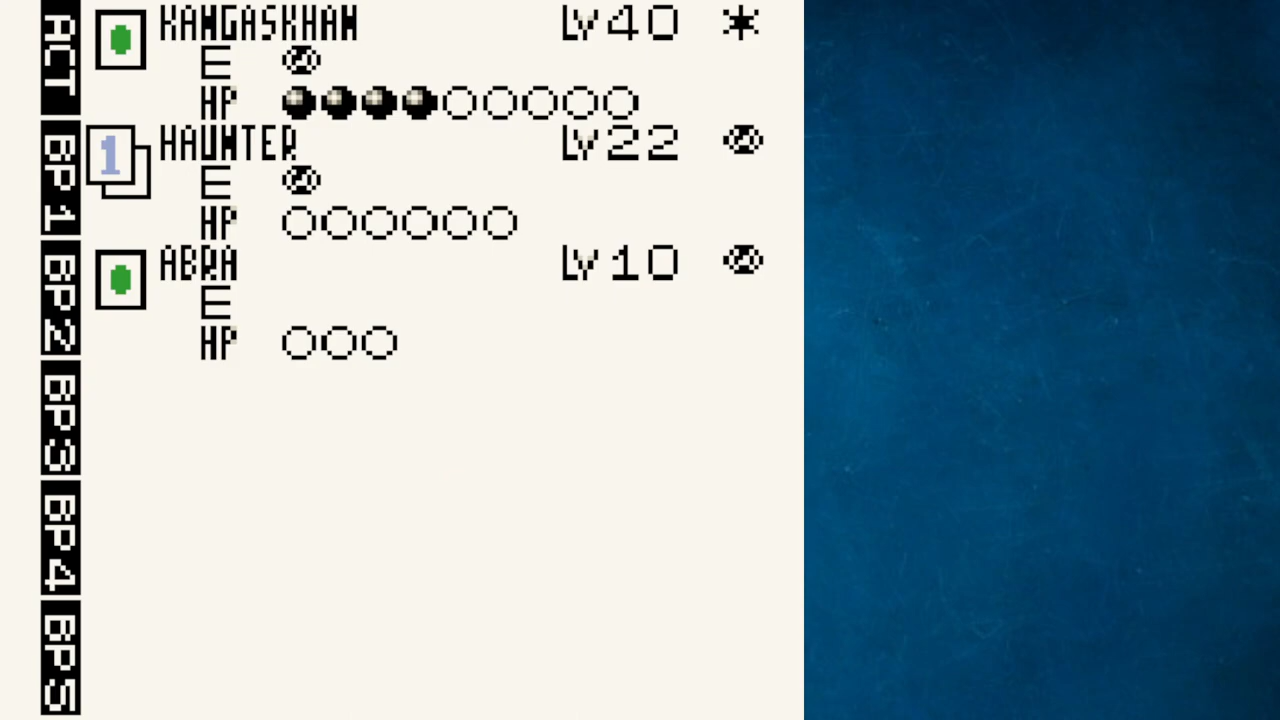 ACT KANGASKHAN Lv40
E
HP
BP1 1 HAUNTER Lv22
E
HP
BP2 ABRA Lv10
E
HP
BP3
BP4
BP5